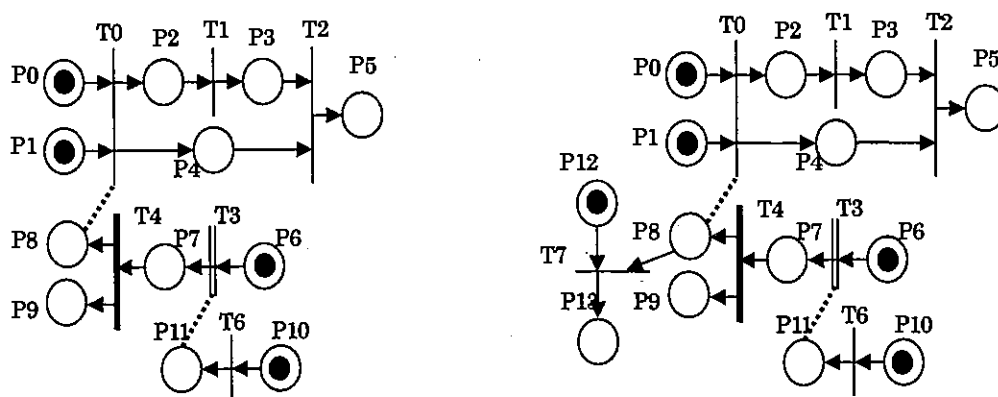 T0 P2 T1 P3 T2
P0 P5
P1
P4
T4 T3
P8 P7 P6
P9
P11 T6 P10
T0 P2 T1 P3 T2
P0 P5
P1
P12 P4
T4 T3
P8 P7 P6
T7
P13 P9
P11 T6 P10